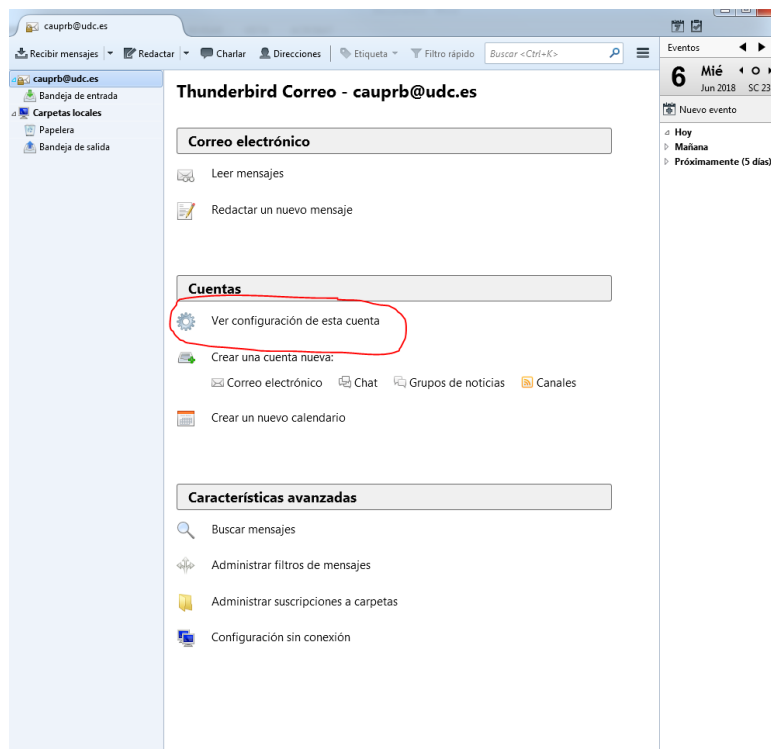 cauprb@udc.es
Recibir mensajes Redactar Charlar Direcciones Etiqueta Filtro rápido Buscar <Ctrl+K>
cauprb@udc.es
Bandeja de entrada
Carpetas locales
Papelera
Bandeja de salida
Thunderbird Correo - cauprb@udc.es
Correo electrónico
Leer mensajes
Redactar un nuevo mensaje
Cuentas
Ver configuración de esta cuenta
Crear una cuenta nueva:
Correo electrónico Chat Grupos de noticias Canales
Crear un nuevo calendario
Características avanzadas
Buscar mensajes
Administrar filtros de mensajes
Administrar suscripciones a carpetas
Configuración sin conexión
Eventos
6 Mié
Jun 2018 SC 23
Nuevo evento
Hoy
Mañana
Próximamente (5 días)